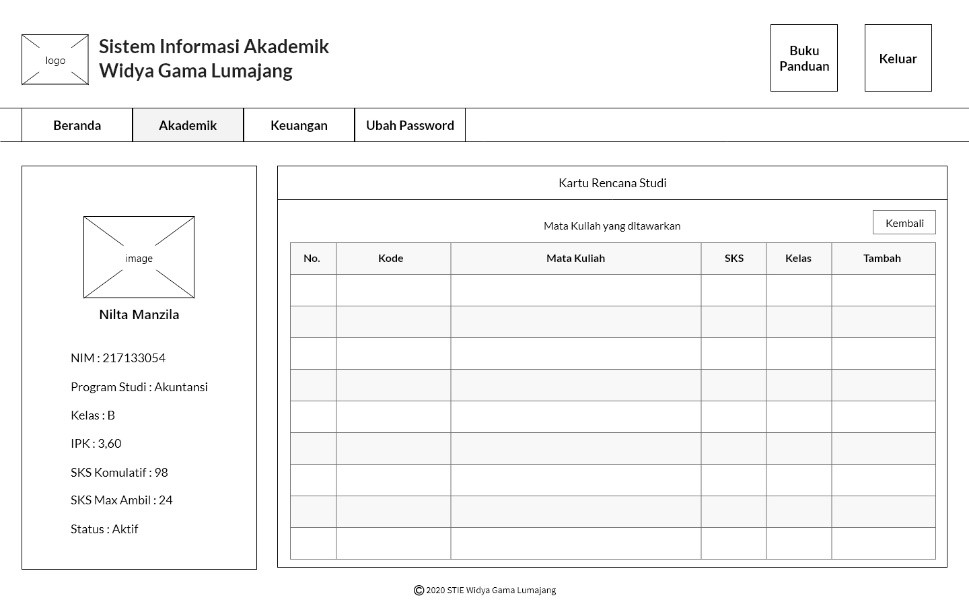 logo
Sistem Informasi Akademik
Widya Gama Lumajang
Buku
Panduan
Keluar
Beranda
Akademik
Keuangan
Ubah Password
image
Nilta Manzila
NIM : 217133054
Program Studi : Akuntansi
Kelas : B
IPK : 3,60
SKS Komulatif : 98
SKS Max Ambil : 24
Status : Aktif
Kartu Rencana Studi
Mata Kuliah yang ditawarkan
Kembali
No. Kode Mata Kuliah SKS Kelas Tambah
© 2020 STIE Widya Gama Lumajang